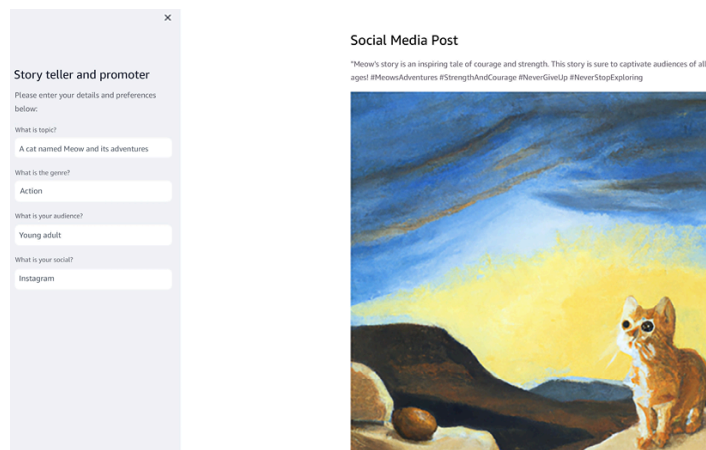 Story teller and promoter
Please enter your details and preferences
below:
What is topic?
A cat named Meow and its adventures
What is the genre?
Action
What is your audience?
Young adult
What is your social?
Instagram
Social Media Post
"Meow's story is an inspiring tale of courage and strength. This story is sure to captivate audiences of all
ages! #MeowsAdventures #StrengthAndCourage #NeverGiveUp #NeverStopExploring